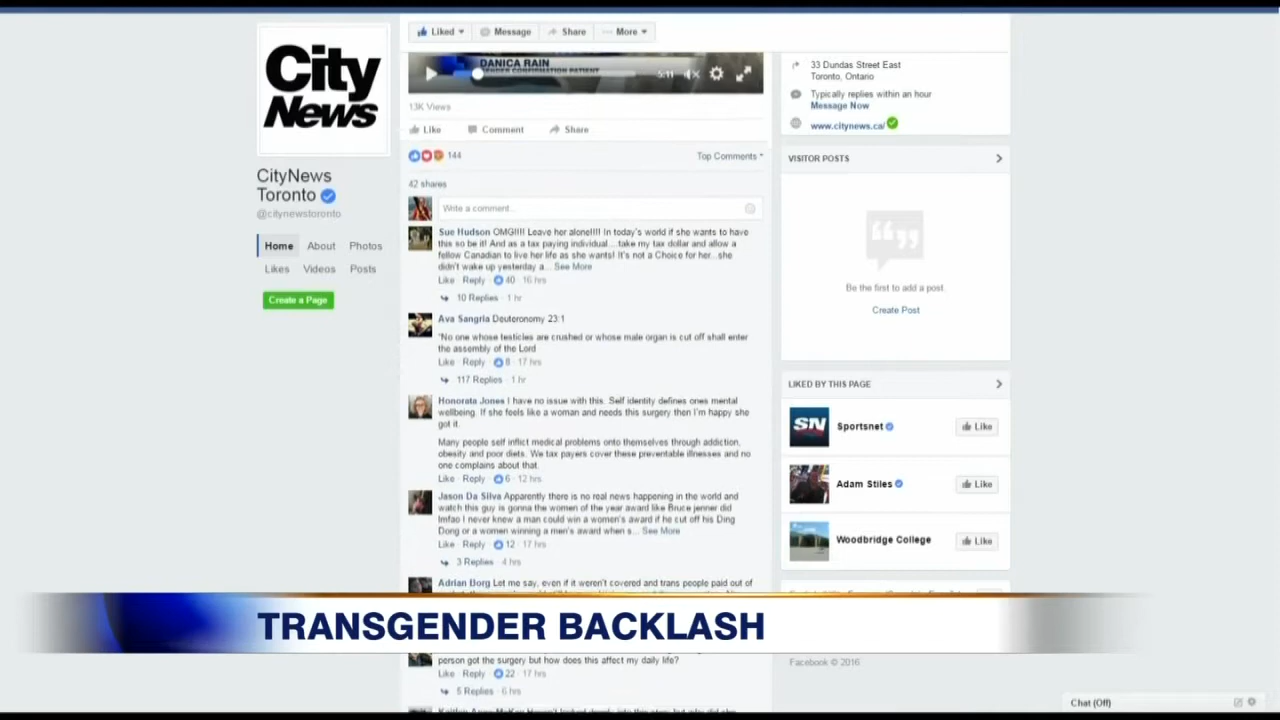 City
News
CityNews
Toronto
@citynewstoronto
Home About Photos
Likes Videos Posts
Create a Page
Liked Message Share More
DANICA RAIN
GENDER CONFIRMATION PATIENT
5:11
13K Views
Like Comment Share
144
Top Comments
42 shares
Write a comment...
Sue Hudson OMG!!!! Leave her alone!!!! In today's world if she wants to have
this so be it! And as a tax paying individual....take my tax dollar and allow a
fellow Canadian to live her life as she wants! It's not a Choice for her...she
didn't wake up yesterday a... See More
Like · Reply · 40 · 16 hrs
10 Replies · 1 hr
Ava Sangria Deuteronomy 23:1
"No one whose testicles are crushed or whose male organ is cut off shall enter
the assembly of the Lord
Like · Reply · 8 · 17 hrs
117 Replies · 1 hr
Honorata Jones I have no issue with this. Self identity defines ones mental
wellbeing. If she feels like a woman and needs this surgery then I'm happy she
got it.
Many people self inflict medical problems onto themselves through addiction,
obesity and poor diets. We tax payers cover these preventable illnesses and no
one complains about that.
Like · Reply · 6 · 12 hrs
Jason Da Silva Apparently there is no real news happening in the world and
watch this guy is gonna the women of the year award like Bruce jenner did
lmfao I never knew a man could win a women's award if he cut off his Ding
Dong or a women winning a men's award when s... See More
Like · Reply · 12 · 17 hrs
3 Replies · 4 hrs
Adrian Borg Let me say, even if it weren't covered and trans people paid out of
TRANSGENDER BACKLASH
person got the surgery but how does this affect my daily life?
Like · Reply · 22 · 17 hrs
5 Replies · 6 hrs
33 Dundas Street East
Toronto, Ontario
Typically replies within an hour
Message Now
www.citynews.ca/
VISITOR POSTS
Be the first to add a post.
Create Post
LIKED BY THIS PAGE
SN
Sportsnet Like
Adam Stiles Like
Woodbridge College Like
Facebook © 2016
Chat (Off)